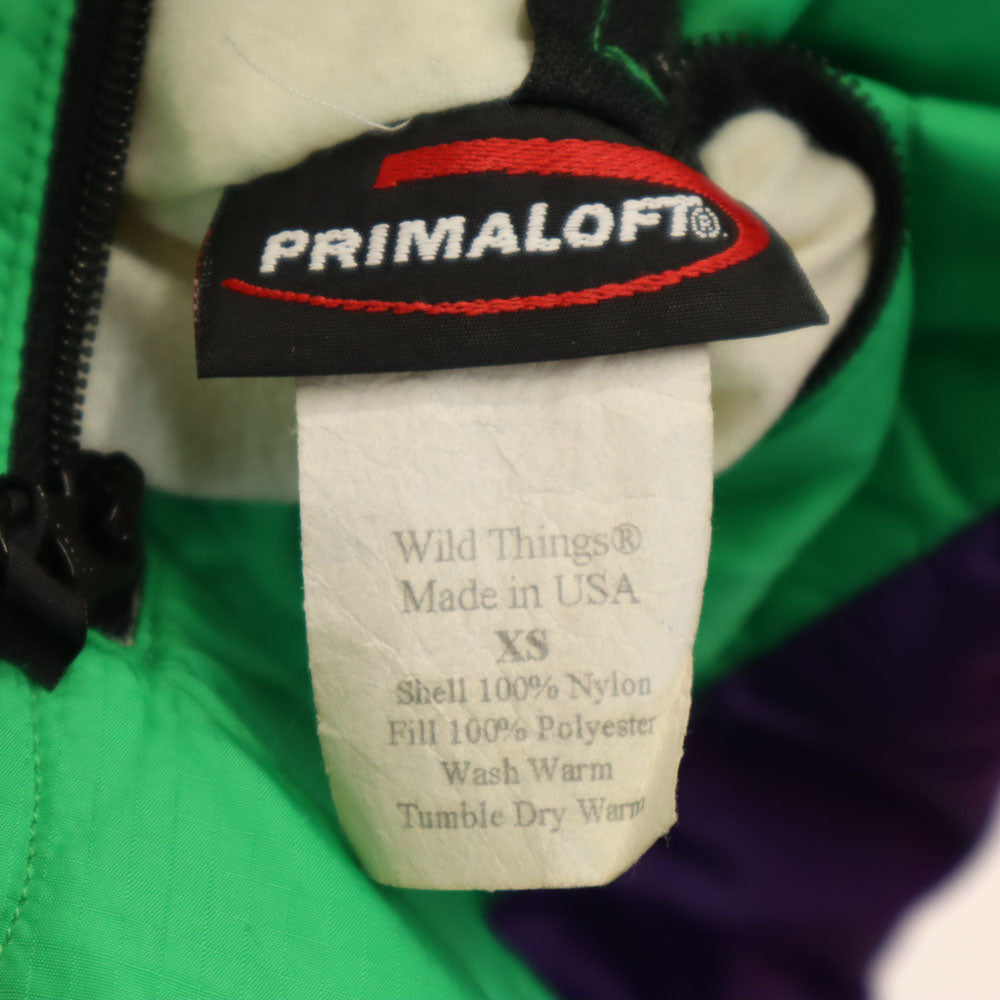 PRIMALOFT®
Wild Things®
Made in USA
XS
Shell 100% Nylon
Fill 100% Polyester
Wash Warm
Tumble Dry Warm